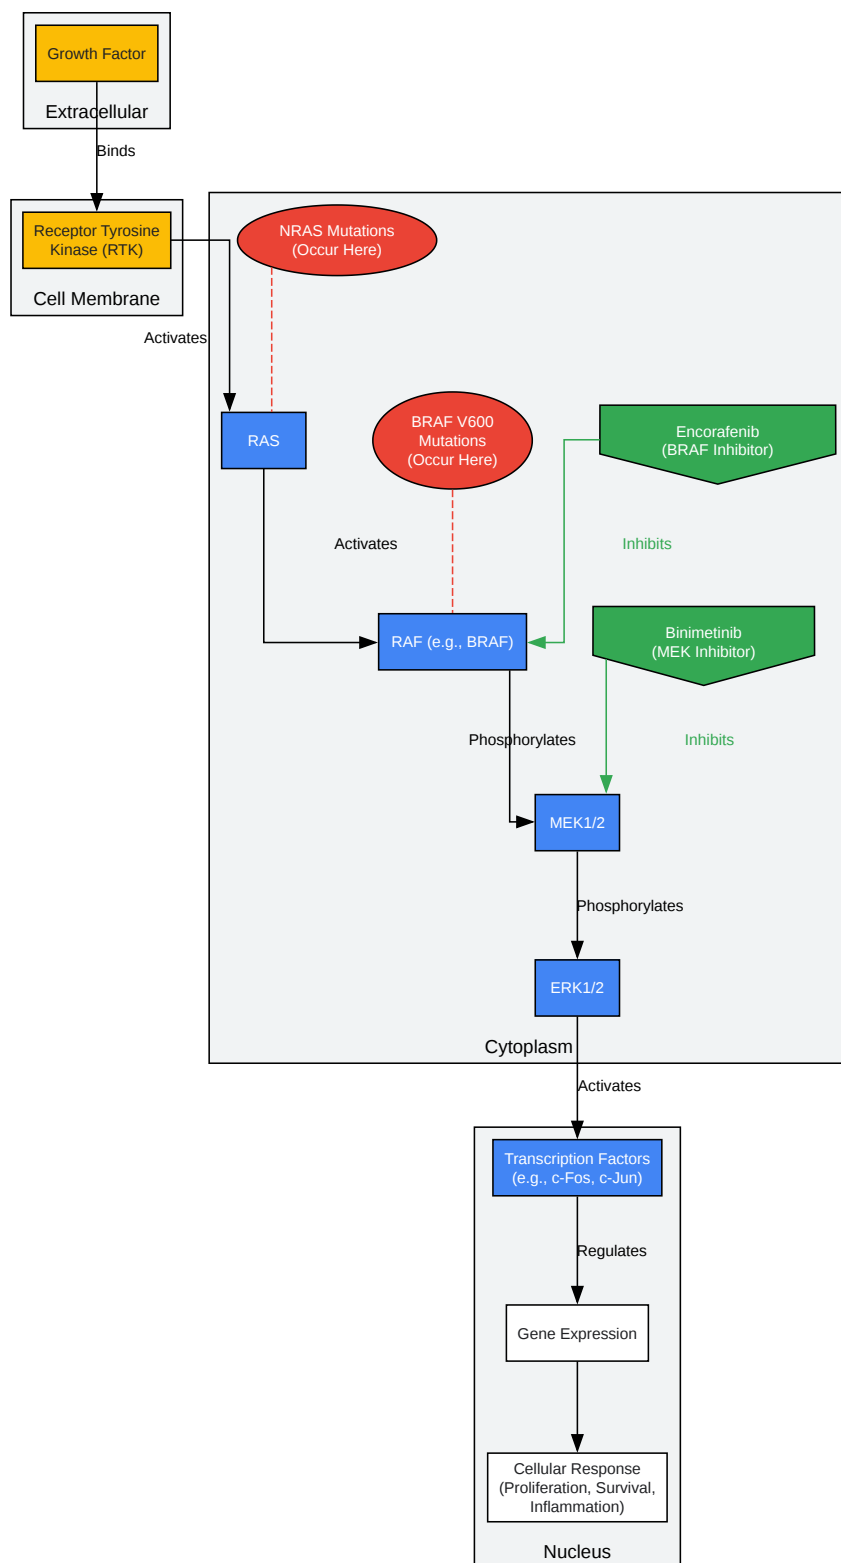 Growth Factor
Extracellular
Binds
Receptor Tyrosine
Kinase (RTK)
Cell Membrane
NRAS Mutations
(Occur Here)
Activates
RAS
BRAF V600
Mutations
(Occur Here)
Encorafenib
(BRAF Inhibitor)
Activates
Inhibits
RAF (e.g., BRAF)
Binimetinib
(MEK Inhibitor)
Phosphorylates
Inhibits
MEK1/2
Phosphorylates
ERK1/2
Cytoplasm
Activates
Transcription Factors
(e.g., c-Fos, c-Jun)
Regulates
Gene Expression
Cellular Response
(Proliferation, Survival,
Inflammation)
Nucleus